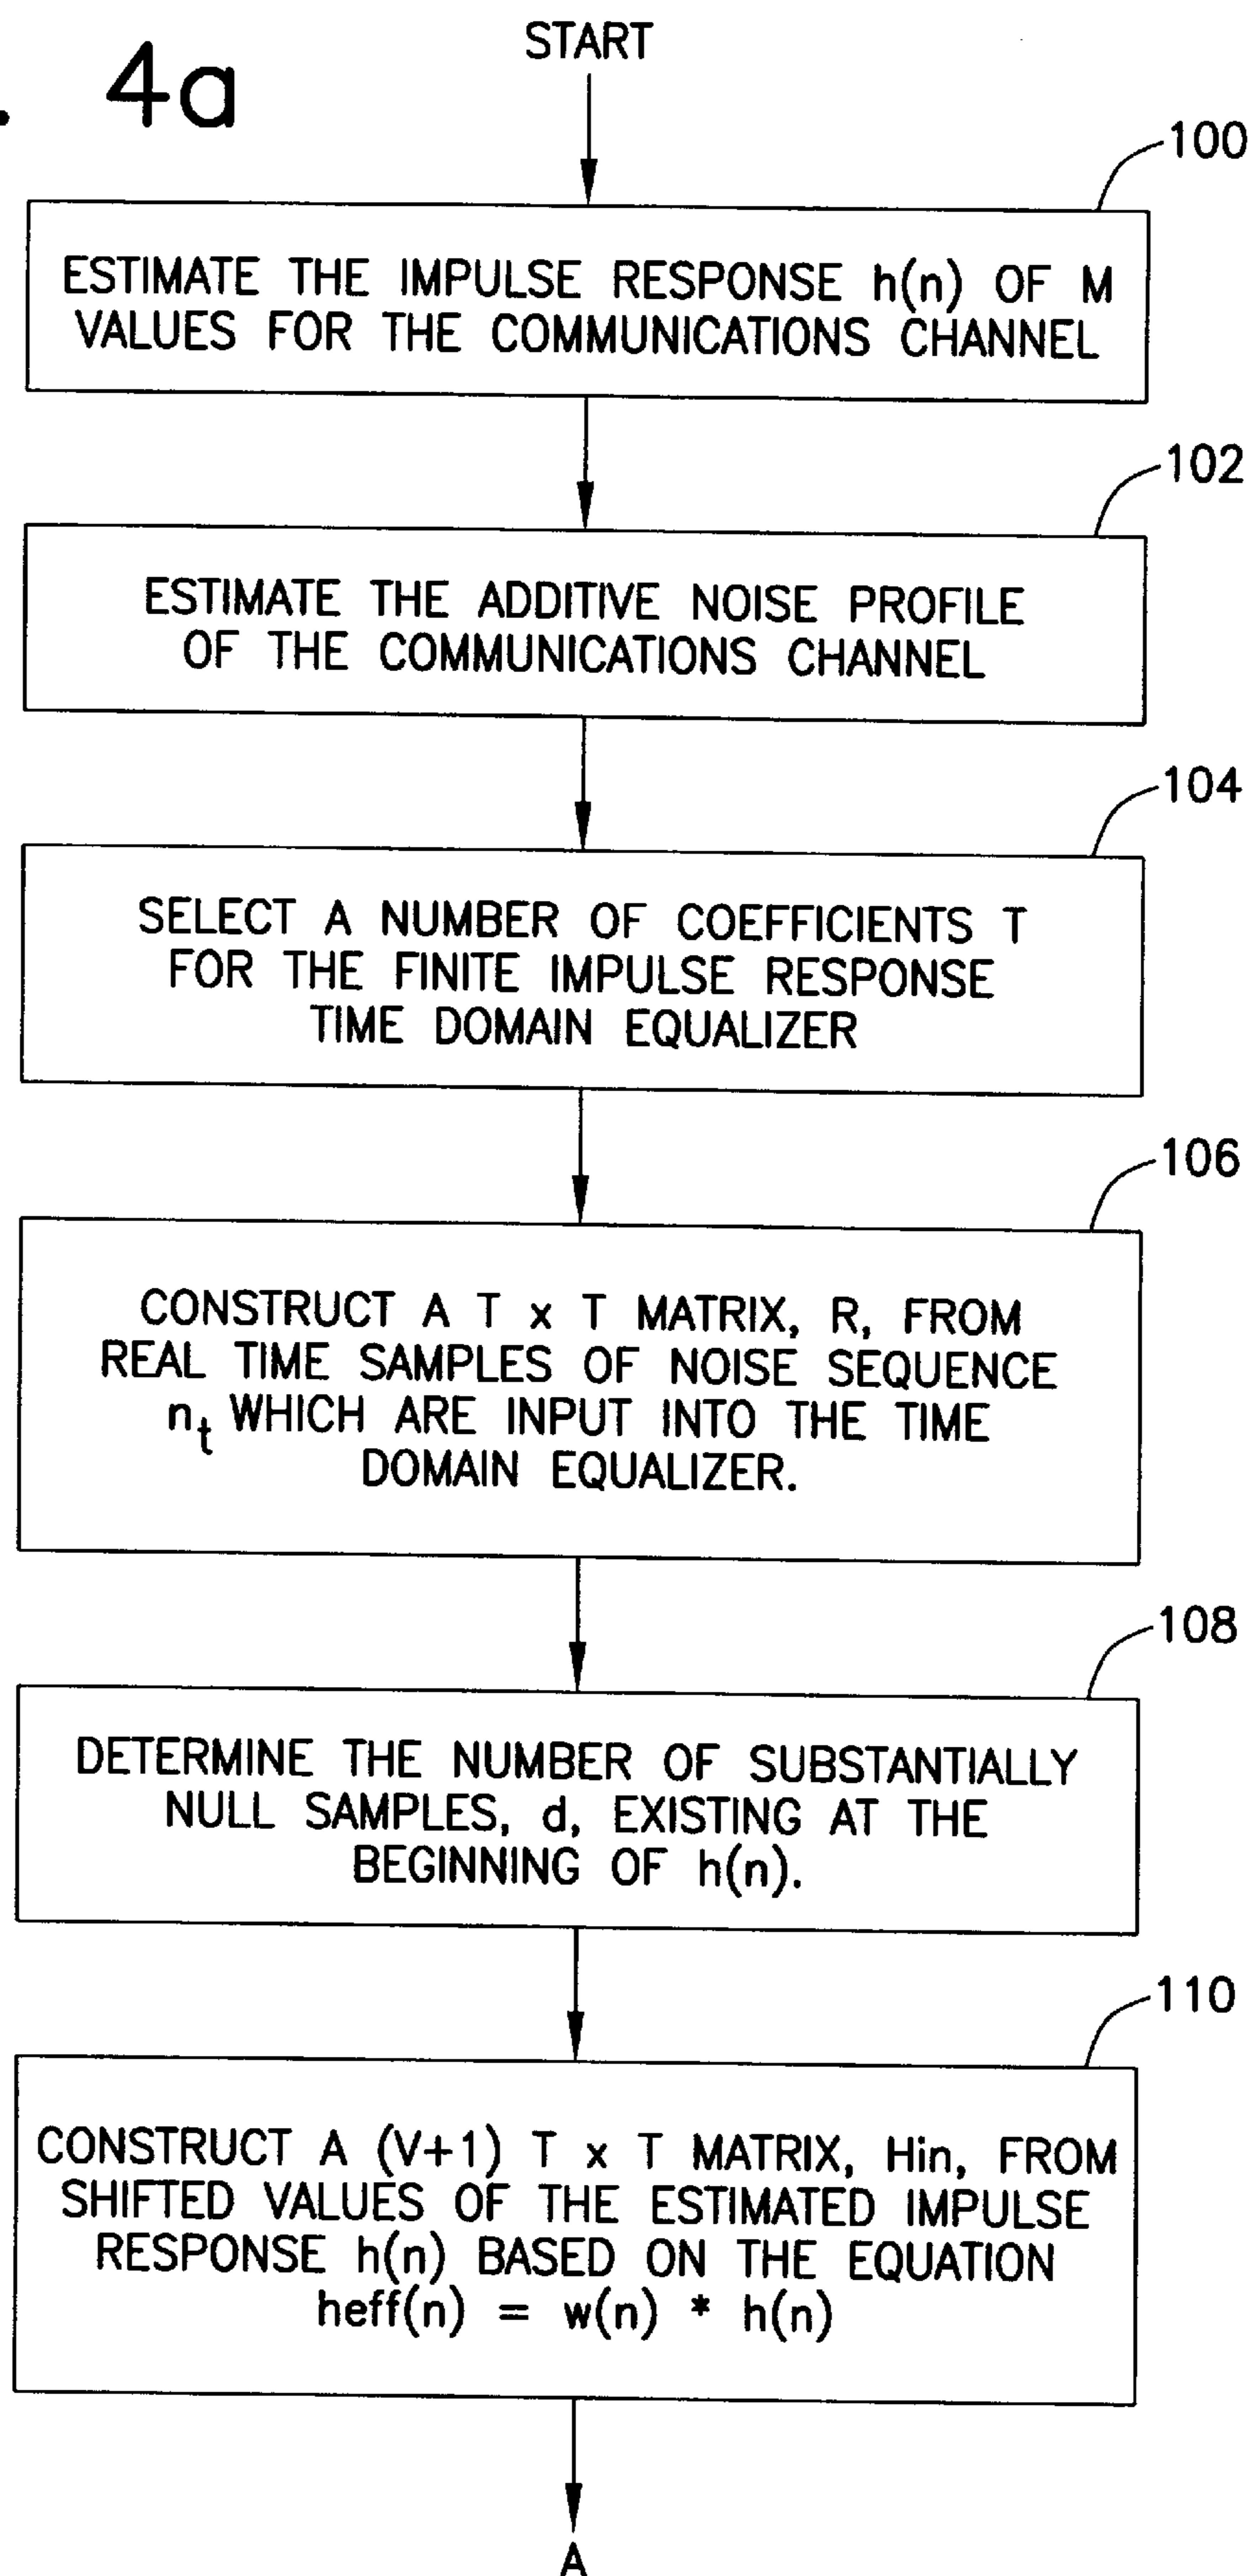 . 4a
START
100
ESTIMATE THE IMPULSE RESPONSE h(n) OF M
VALUES FOR THE COMMUNICATIONS CHANNEL
102
ESTIMATE THE ADDITIVE NOISE PROFILE
OF THE COMMUNICATIONS CHANNEL
104
SELECT A NUMBER OF COEFFICIENTS T
FOR THE FINITE IMPULSE RESPONSE
TIME DOMAIN EQUALIZER
106
CONSTRUCT A T x T MATRIX, R, FROM
REAL TIME SAMPLES OF NOISE SEQUENCE
nt WHICH ARE INPUT INTO THE TIME
DOMAIN EQUALIZER.
108
DETERMINE THE NUMBER OF SUBSTANTIALLY
NULL SAMPLES, d, EXISTING AT THE
BEGINNING OF h(n).
110
CONSTRUCT A (V+1) T x T MATRIX, Hin, FROM
SHIFTED VALUES OF THE ESTIMATED IMPULSE
RESPONSE h(n) BASED ON THE EQUATION
heff(n) = w(n) * h(n)
A